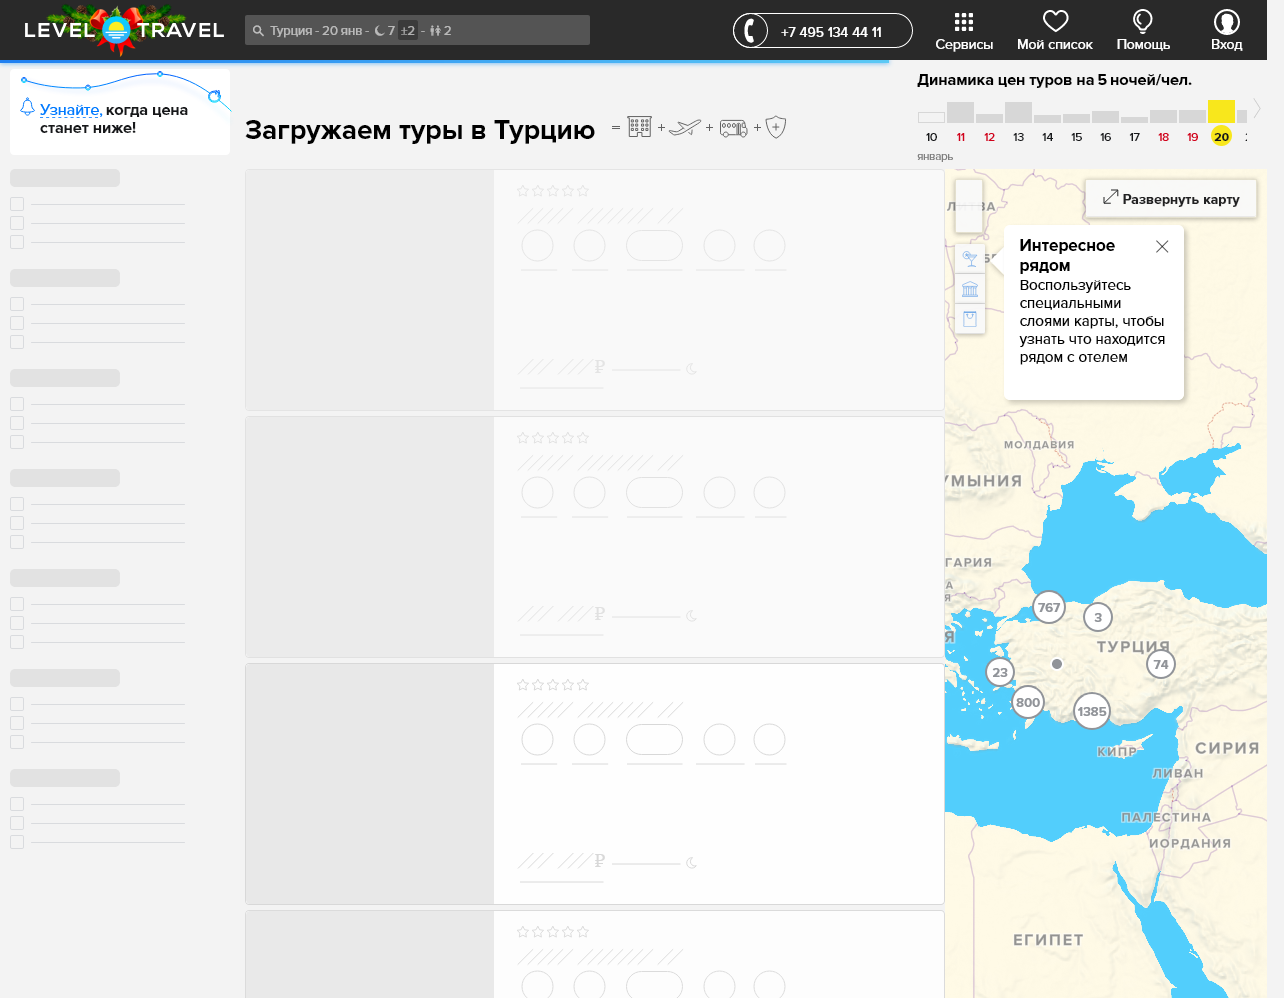 LEVEL TRAVEL
Турция - 20 янв - 7 ±2 - 2
+7 495 134 44 11
Сервисы
Мой список
Помощь
Вход
Узнайте, когда цена
станет ниже!
Загружаем туры в Турцию = + + +
Динамика цен туров на 5 ночей/чел.
10 11 12 13 14 15 16 17 18 19 20
январь
Развернуть карту
Интересное
рядом
Воспользуйтесь
специальными
слоями карты, чтобы
узнать что находится
рядом с отелем
МОЛДАВИЯ
УМЫНИЯ
ГАРИЯ
767
3
ТУРЦИЯ
23
74
800
1385
КИПР
СИРИЯ
ЛИВАН
ПАЛЕСТИНА
ИОРДАНИЯ
ЕГИПЕТ
₽
₽
₽